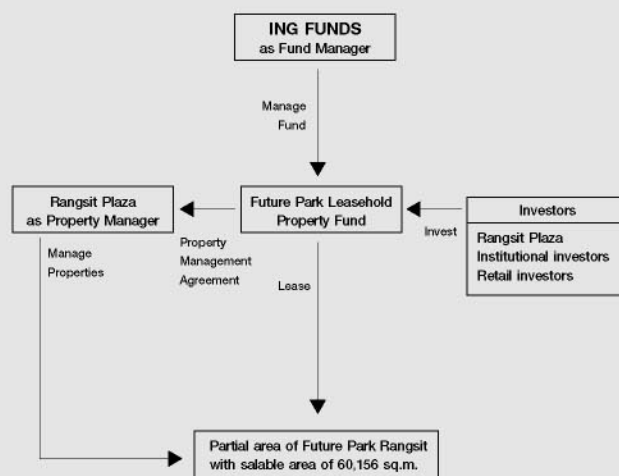 ING FUNDS
as Fund Manager
Manage
Fund
Rangsit Plaza
as Property Manager
Future Park Leasehold
Property Fund
Investors
Rangsit Plaza
Institutional investors
Retail investors
Invest
Manage
Properties
Property
Management
Agreement
Lease
Partial area of Future Park Rangsit
with salable area of 60,156 sq.m.